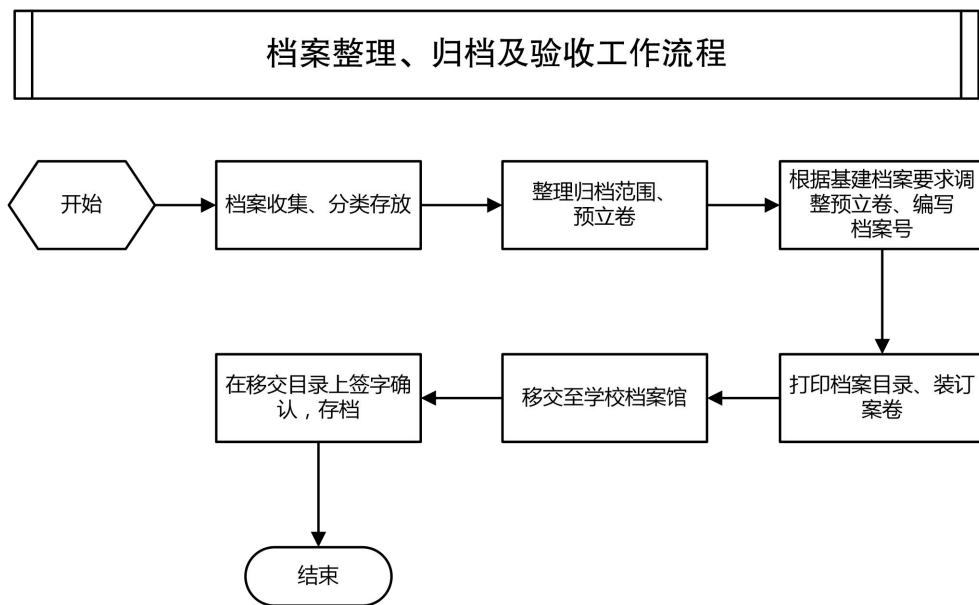 档案整理、归档及验收工作流程
开始
档案收集、分类存放
整理归档范围、
预立卷
根据基建档案要求调
整预立卷、编写
档案号
打印档案目录、装订
案卷
移交至学校档案馆
在移交目录上签字确
认，存档
结束